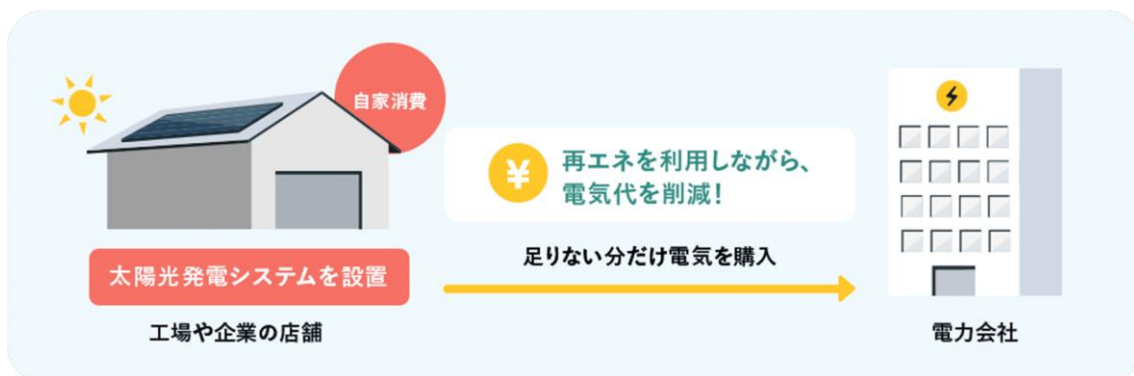 自家消費
¥
再エネを利用しながら、
電気代を削減！
足りない分だけ電気を購入
太陽光発電システムを設置
工場や企業の店舗
電力会社